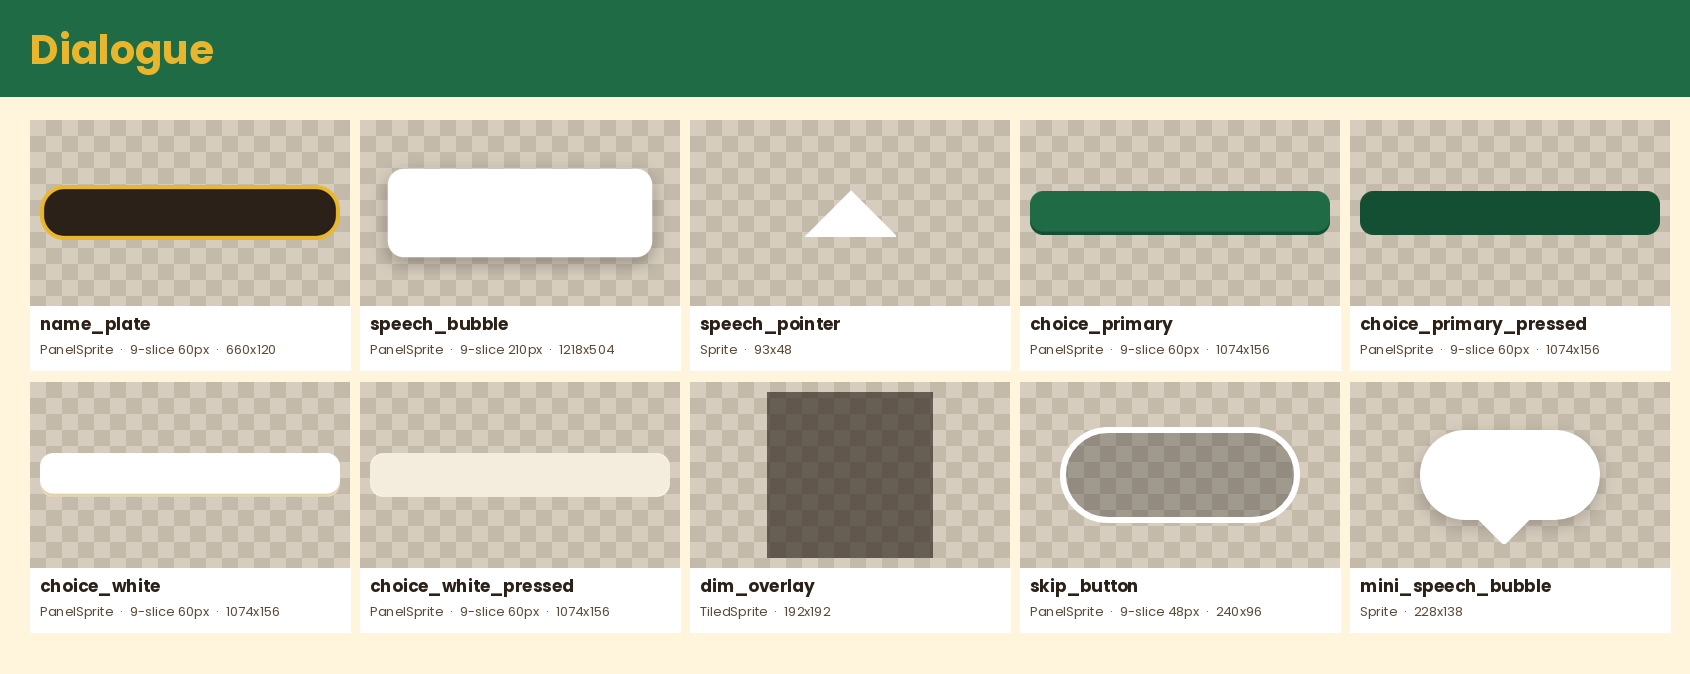 Dialogue
name_plate
PanelSprite · 9-slice 60px · 660x120
speech_bubble
PanelSprite · 9-slice 210px · 1218x504
speech_pointer
Sprite · 93x48
choice_primary
PanelSprite · 9-slice 60px · 1074x156
choice_primary_pressed
PanelSprite · 9-slice 60px · 1074x156
choice_white
PanelSprite · 9-slice 60px · 1074x156
choice_white_pressed
PanelSprite · 9-slice 60px · 1074x156
dim_overlay
TiledSprite · 192x192
skip_button
PanelSprite · 9-slice 48px · 240x96
mini_speech_bubble
Sprite · 228x138